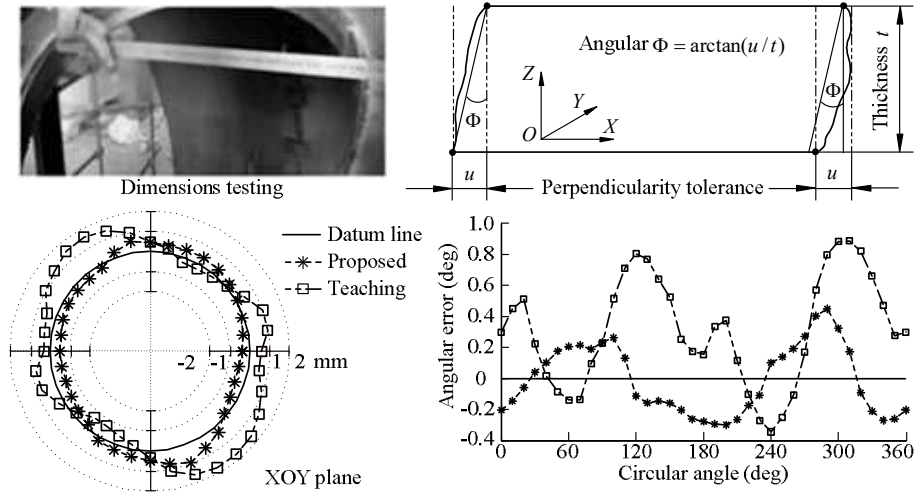 Angular Φ = arctan(u/t)
Z
Y
Φ
O
X
Φ
Thickness t
Dimensions testing
u
Perpendicularity tolerance
u
Datum line
Proposed
Teaching
-2 -1 1 2 mm
XOY plane
1.0
0.8
0.6
0.4
0.2
0
-0.2
-0.4
Angular error (deg)
0 60 120 180 240 300 360
Circular angle (deg)